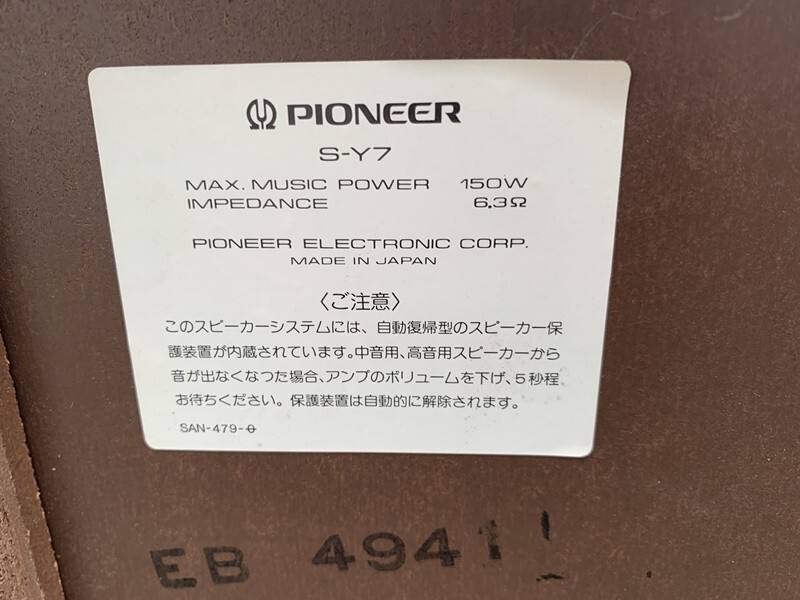 PIONEER
S-Y7
MAX. MUSIC POWER 150W
IMPEDANCE 6.3Ω
PIONEER ELECTRONIC CORP.
MADE IN JAPAN
〈ご注意〉
このスピーカーシステムには、自動復帰型のスピーカー保
護装置が内蔵されています。中音用、高音用スピーカーから
音が出なくなつた場合、アンプのボリュームを下げ、5秒程
お待ちください。保護装置は自動的に解除されます。
SAN-479-0
EB 4941